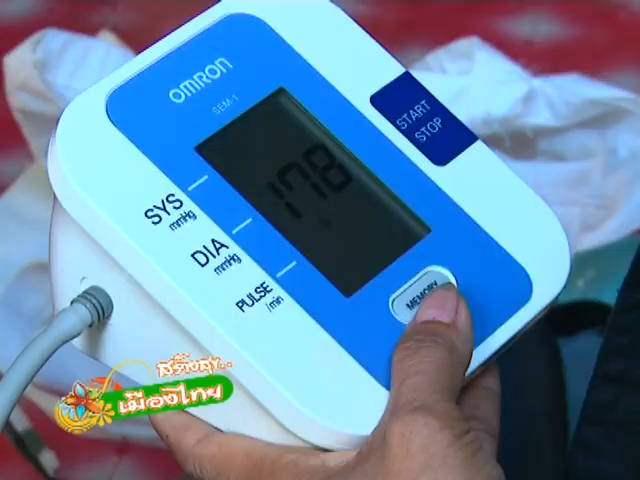 OMRON
SEM-1
START
STOP
178
SYS
mmHg
DIA
mmHg
PULSE
/min
MEMORY
สร้างสุข..
เมืองไทย